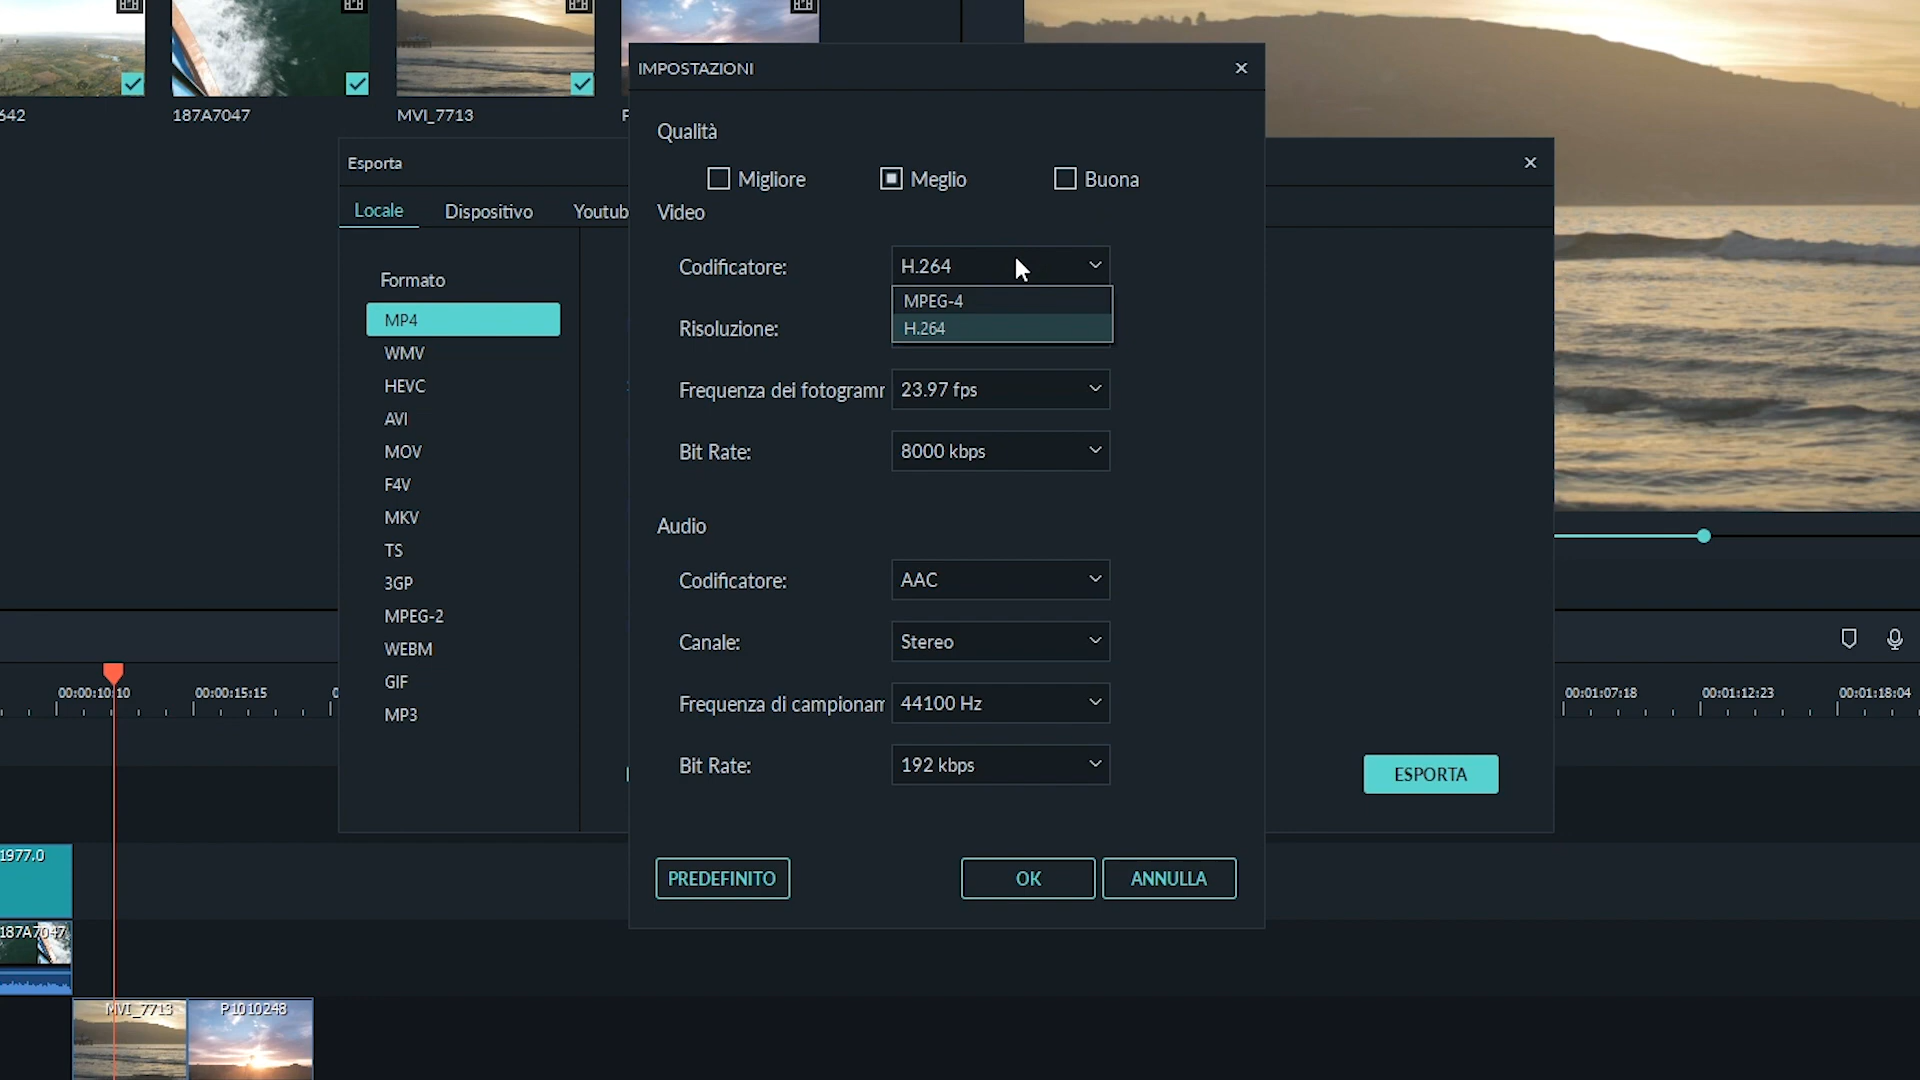 642
187A7047
MVI_7713
IMPOSTAZIONI
Qualità
Migliore
Meglio
Buona
Video
Codificatore:
H.264
MPEG-4
H.264
Risoluzione:
Frequenza dei fotogramr
23.97 fps
Bit Rate:
8000 kbps
Audio
Codificatore:
AAC
Canale:
Stereo
Frequenza di campionam
44100 Hz
Bit Rate:
192 kbps
PREDEFINITO
OK
ANNULLA
Esporta
Locale
Dispositivo
Youtub
Formato
MP4
WMV
HEVC
AVI
MOV
F4V
MKV
TS
3GP
MPEG-2
WEBM
GIF
MP3
ESPORTA
00:00:10:10
00:00:15:15
00:01:07:18
00:01:12:23
00:01:18:04
1977.0
187A7047
MVI_7713
P1010248